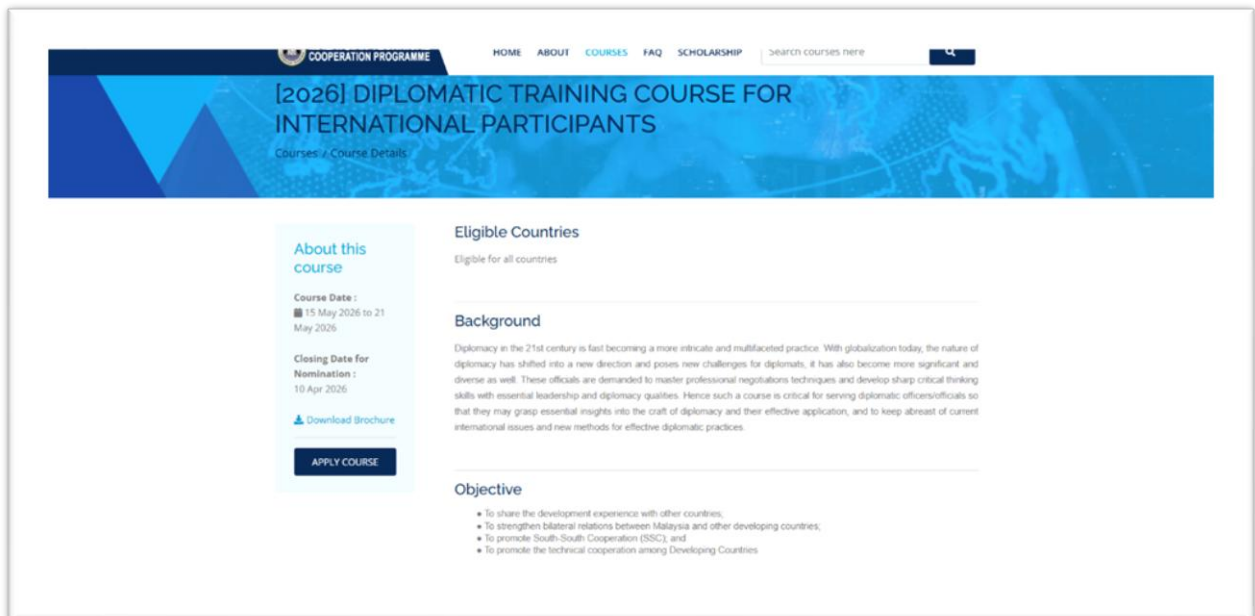 COOPERATION PROGRAMME
HOME ABOUT COURSES FAQ SCHOLARSHIP Search courses here
[2026] DIPLOMATIC TRAINING COURSE FOR
INTERNATIONAL PARTICIPANTS
Courses / Course Details
About this
course
Course Date :
15 May 2026 to 21
May 2026
Closing Date for
Nomination :
10 Apr 2026
Download Brochure
APPLY COURSE
Eligible Countries
Eligible for all countries
Background
Diplomacy in the 21st century is fast becoming a more intricate and multifaceted practice. With globalization today, the nature of
diplomacy has shifted into a new direction and poses new challenges for diplomats, it has also become more significant and
diverse as well. These officials are demanded to master professional negotiations techniques and develop sharp critical thinking
skills with essential leadership and diplomacy qualities. Hence such a course is critical for serving diplomatic officers/officials so
that they may grasp essential insights into the craft of diplomacy and their effective application, and to keep abreast of current
international issues and new methods for effective diplomatic practices.
Objective
• To share the development experience with other countries;
• To strengthen bilateral relations between Malaysia and other developing countries;
• To promote South-South Cooperation (SSC); and
• To promote the technical cooperation among Developing Countries